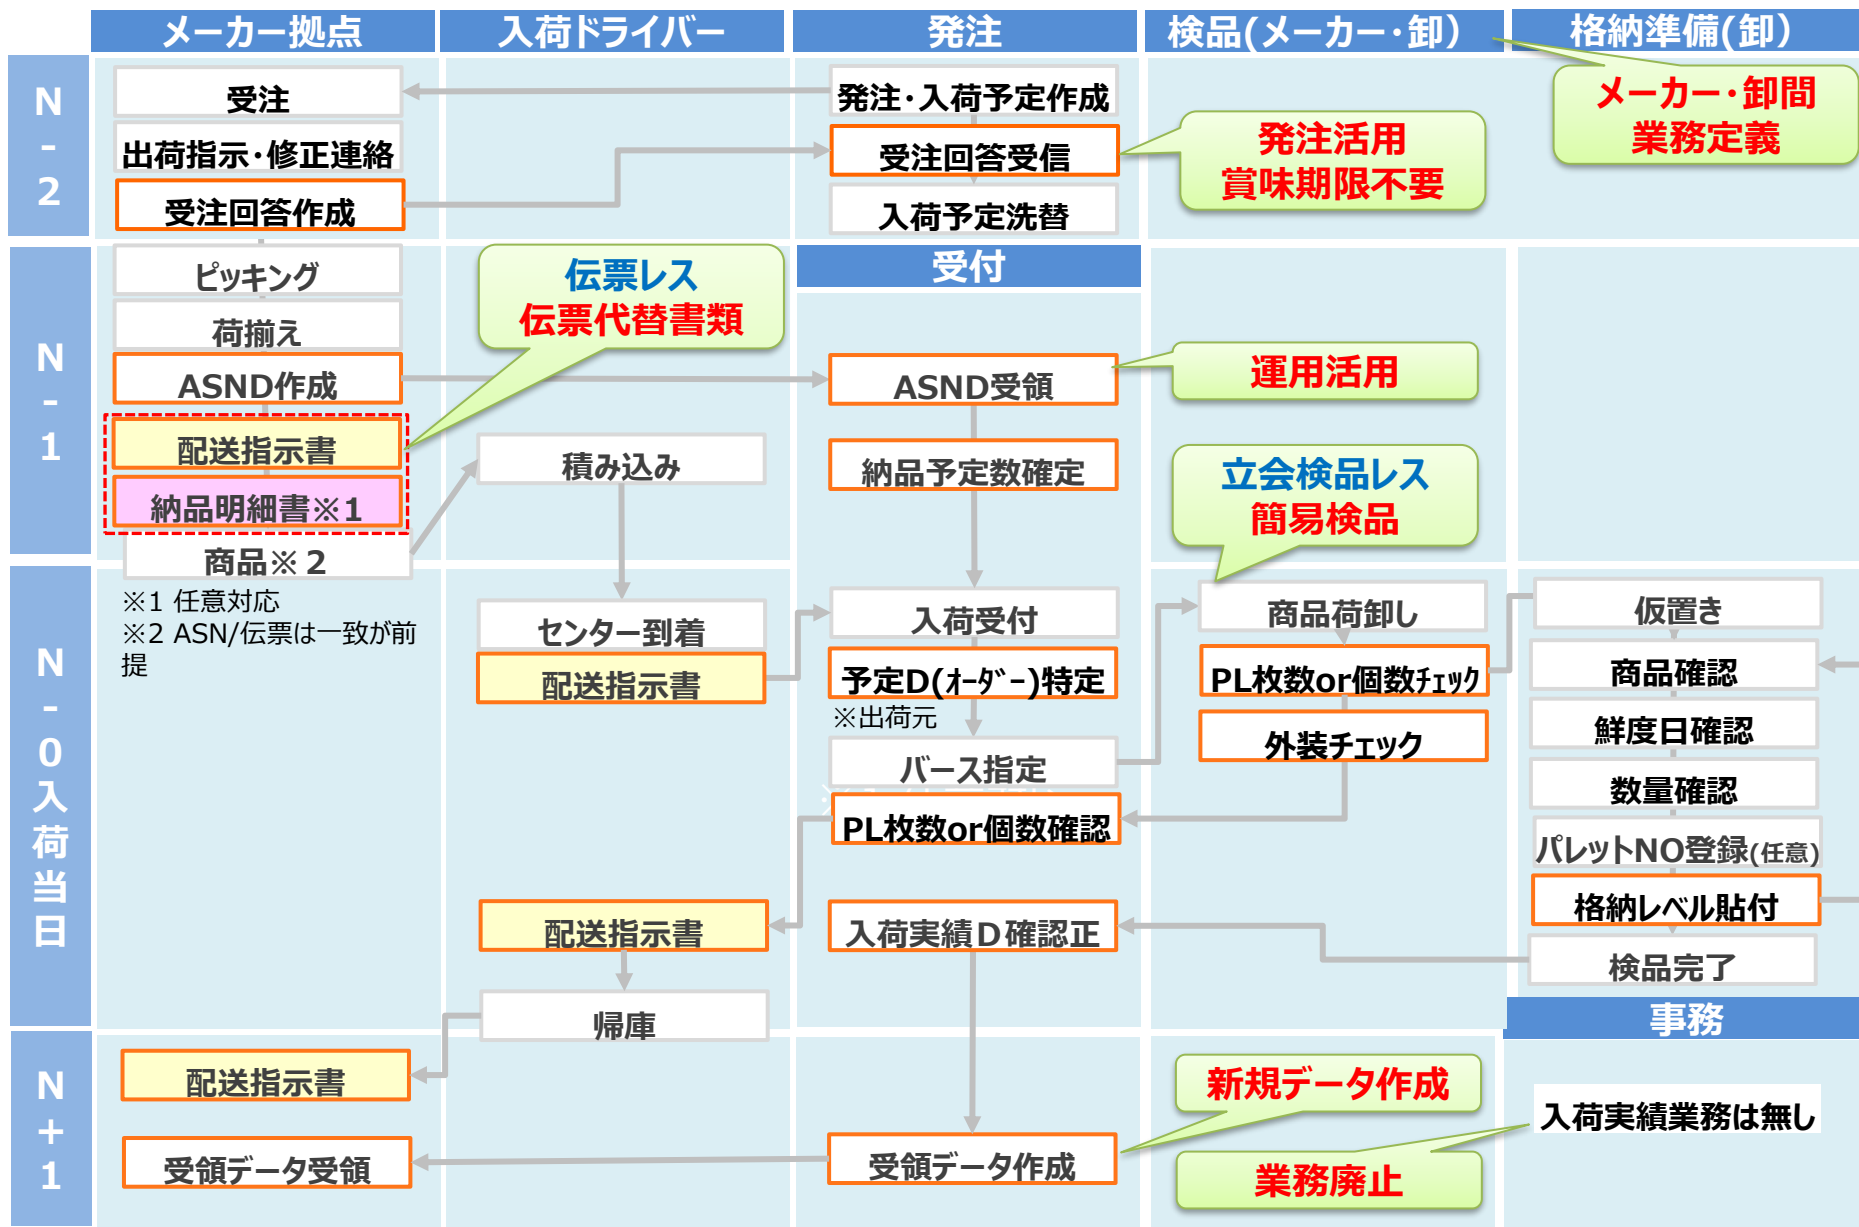 メーカー拠点
入荷ドライバー
発注
検品(メーカー・卸)
格納準備(卸)
N-2
受注
出荷指示・修正連絡
受注回答作成
発注・入荷予定作成
受注回答受信
入荷予定洗替
発注活用
賞味期限不要
メーカー・卸間
業務定義
N-1
ピッキング
荷揃え
ASND作成
配送指示書
納品明細書※1
商品※2
伝票レス
伝票代替書類
積み込み
受付
ASND受領
納品予定数確定
運用活用
立会検品レス
簡易検品
N-0入荷当日
※1 任意対応
※2 ASN/伝票は一致が前
提
センター到着
配送指示書
入荷受付
予定D(ｵｰﾀﾞｰ)特定
※出荷元
バース指定
PL枚数or個数確認
商品荷卸し
PL枚数or個数ﾁｪｯｸ
外装チェック
仮置き
商品確認
鮮度日確認
数量確認
パレットNO登録(任意)
格納レベル貼付
検品完了
配送指示書
入荷実績D確認正
帰庫
事務
N+1
配送指示書
受領データ受領
受領データ作成
新規データ作成
業務廃止
入荷実績業務は無し